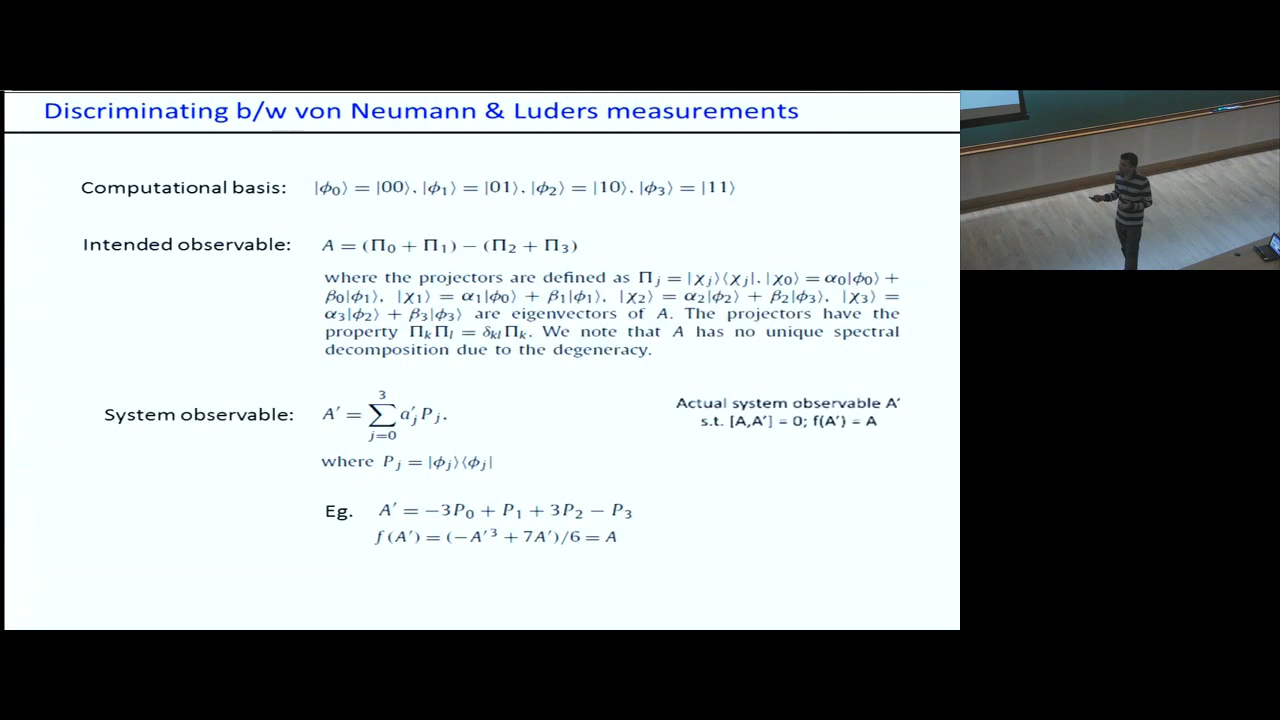 Discriminating b/w von Neumann & Luders measurements
Computational basis: |ϕ₀⟩ = |00⟩, |ϕ₁⟩ = |01⟩, |ϕ₂⟩ = |10⟩, |ϕ₃⟩ = |11⟩
Intended observable: A = (Π₀ + Π₁) − (Π₂ + Π₃)
where the projectors are defined as Πⱼ = |χⱼ⟩⟨χⱼ|, |χ₀⟩ = α₀|ϕ₀⟩ +
β₀|ϕ₁⟩, |χ₁⟩ = α₁|ϕ₀⟩ + β₁|ϕ₁⟩, |χ₂⟩ = α₂|ϕ₂⟩ + β₂|ϕ₃⟩, |χ₃⟩ =
α₃|ϕ₂⟩ + β₃|ϕ₃⟩ are eigenvectors of A. The projectors have the
property ΠₖΠₗ = δₖₗΠₖ. We note that A has no unique spectral
decomposition due to the degeneracy.
System observable: A′ = ∑_{j=0}^{3} a′ⱼPⱼ.
Actual system observable A′
s.t. [A,A′] = 0; f(A′) = A
where Pⱼ = |ϕⱼ⟩⟨ϕⱼ|
Eg. A′ = −3P₀ + P₁ + 3P₂ − P₃
f(A′) = (−A′³ + 7A′)/6 = A